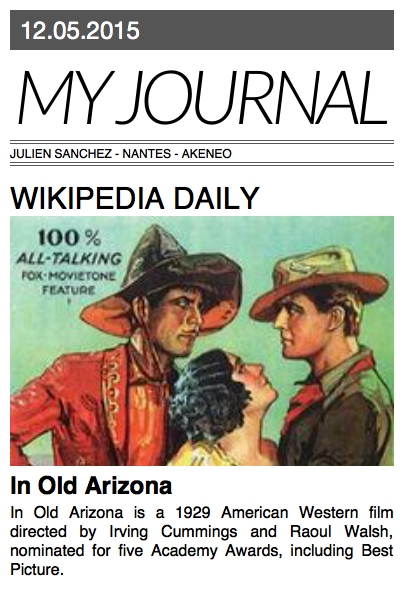 12.05.2015
MY JOURNAL
JULIEN SANCHEZ - NANTES - AKENEO
WIKIPEDIA DAILY
100 %
ALL-TALKING
FOX-MOVIETONE
FEATURE
In Old Arizona
In Old Arizona is a 1929 American Western film
directed by Irving Cummings and Raoul Walsh,
nominated for five Academy Awards, including Best
Picture.